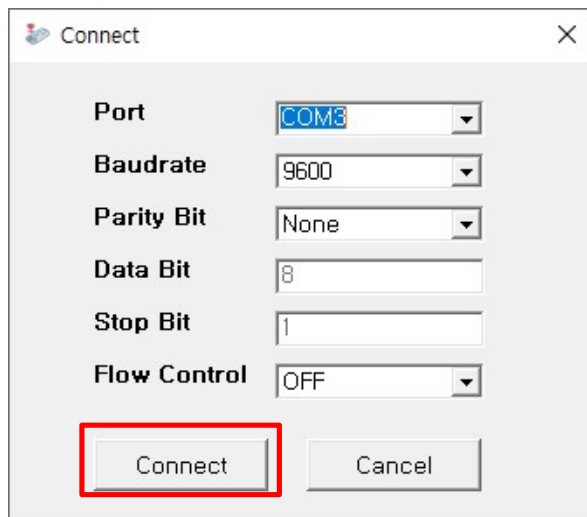 Connect
Port COM3
Baudrate 9600
Parity Bit None
Data Bit 8
Stop Bit 1
Flow Control OFF
Connect Cancel